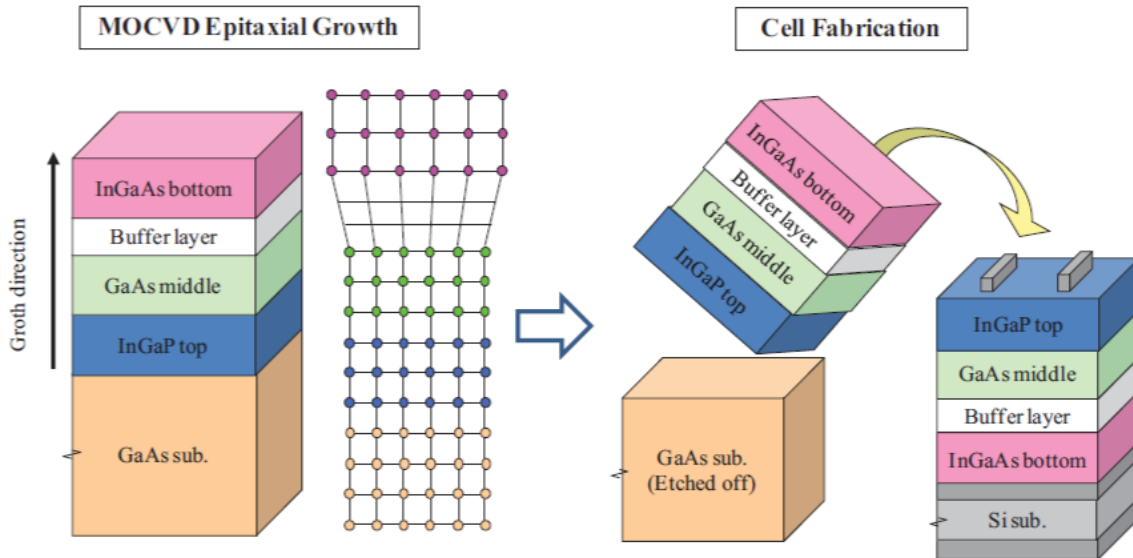 MOCVD Epitaxial Growth
Cell Fabrication
Groth direction
InGaAs bottom
Buffer layer
GaAs middle
InGaP top
GaAs sub.
InGaAs bottom
Buffer layer
GaAs middle
InGaP top
GaAs sub.
(Etched off)
InGaP top
GaAs middle
Buffer layer
InGaAs bottom
Si sub.